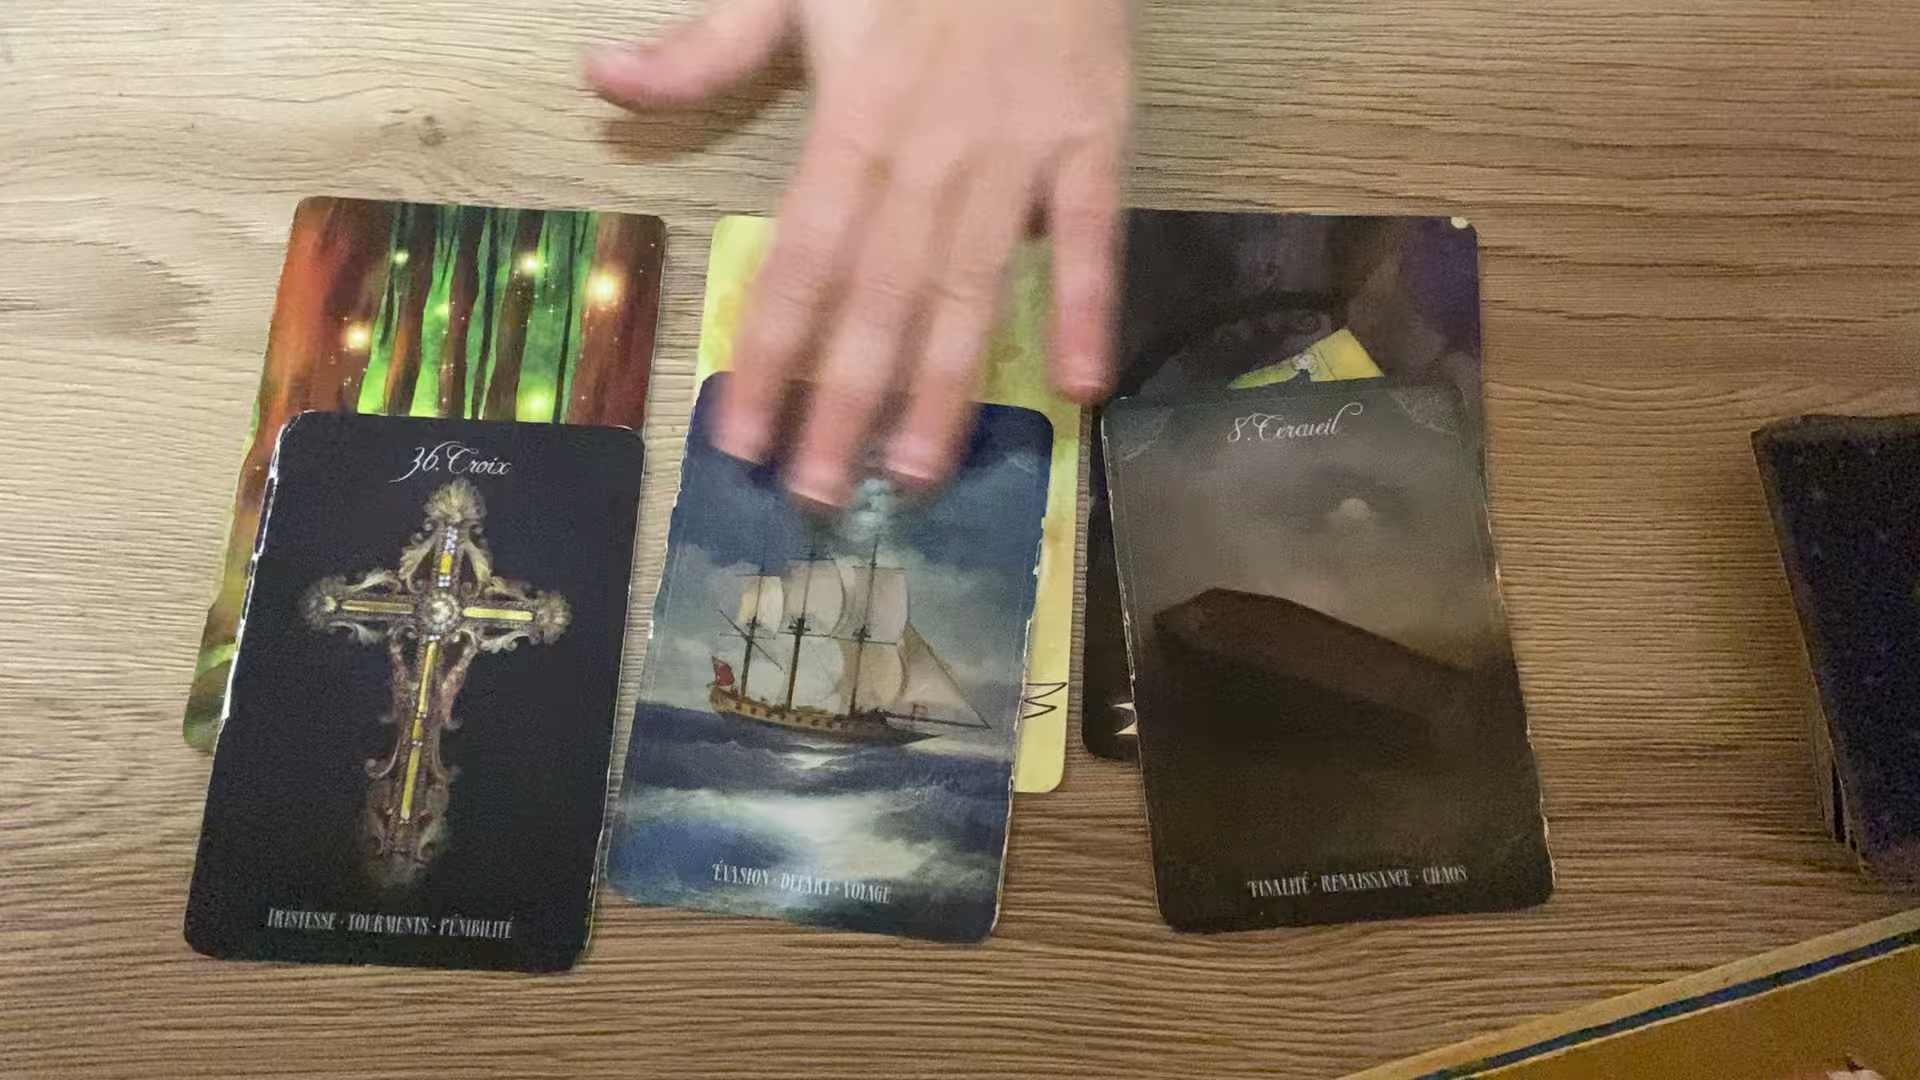 36. Croix
8. Cercueil
TRISTESSE · TOURMENTS · PÉNIBILITÉ
ÉVASION · DÉPART · VOYAGE
FINALITÉ · RENAISSANCE · CHAOS